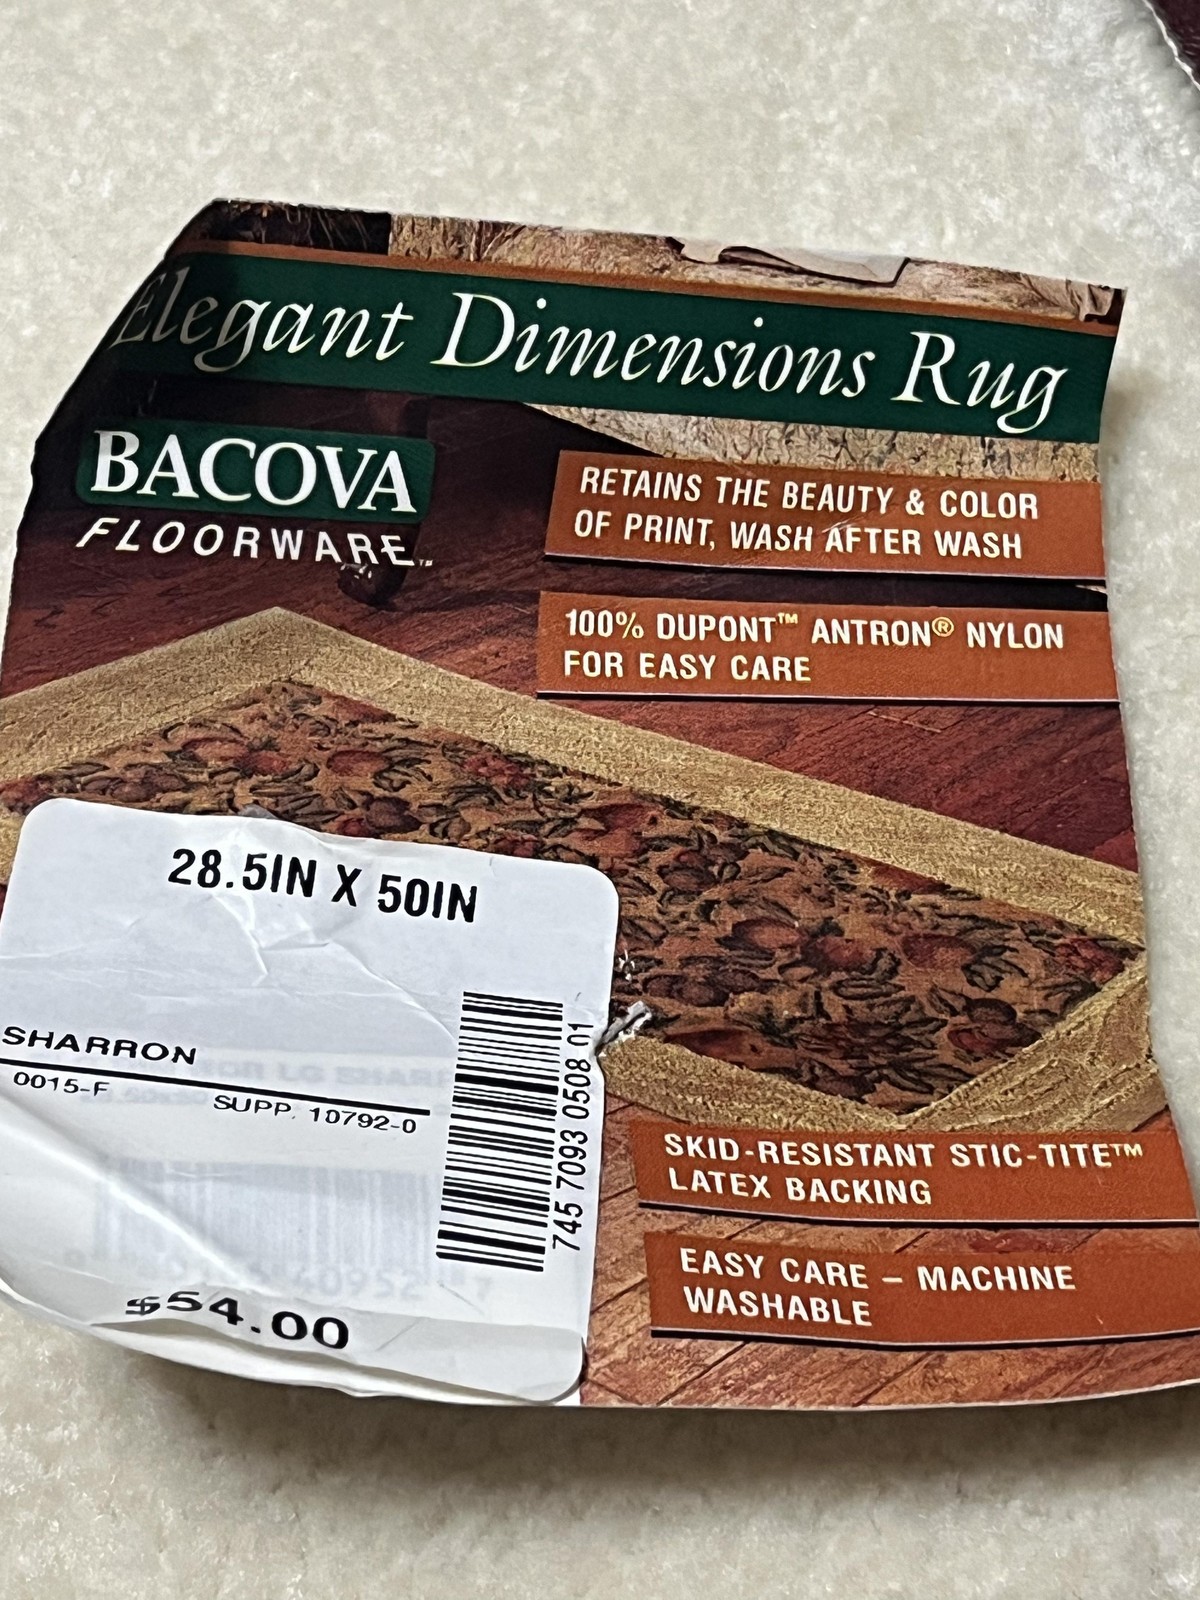 Elegant Dimensions Rug
BACOVA
FLOORWARE™
RETAINS THE BEAUTY & COLOR
OF PRINT, WASH AFTER WASH
100% DUPONT™ ANTRON® NYLON
FOR EASY CARE
28.5IN X 50IN
SHARRON
0015-F
SUPP. 10792-0
745 7093 0508 01
$54.00
SKID-RESISTANT STIC-TITE™
LATEX BACKING
EASY CARE – MACHINE
WASHABLE